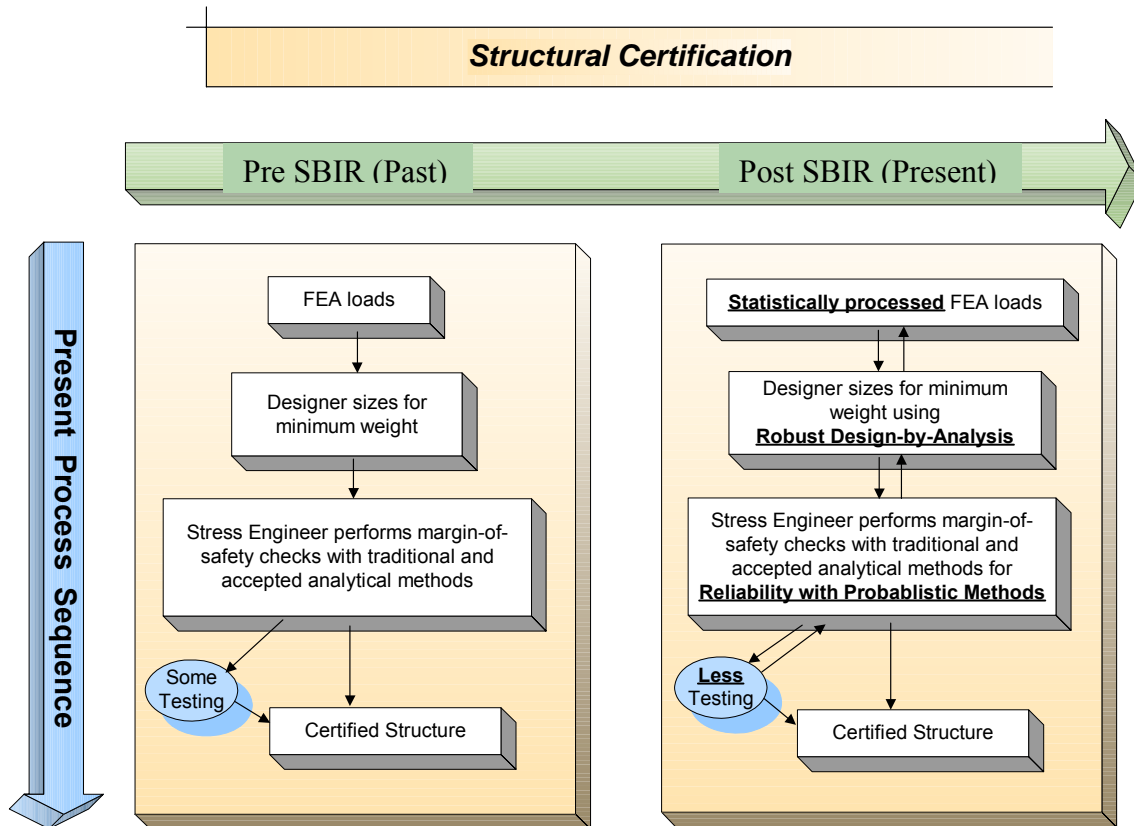 Structural Certification
Pre SBIR (Past)
Post SBIR (Present)
Present Process Sequence
FEA loads
Designer sizes for
minimum weight
Stress Engineer performs margin-of-
safety checks with traditional and
accepted analytical methods
Some
Testing
Certified Structure
Statistically processed FEA loads
Designer sizes for minimum
weight using
Robust Design-by-Analysis
Stress Engineer performs margin-of-
safety checks with traditional and
accepted analytical methods for
Reliability with Probablistic Methods
Less
Testing
Certified Structure